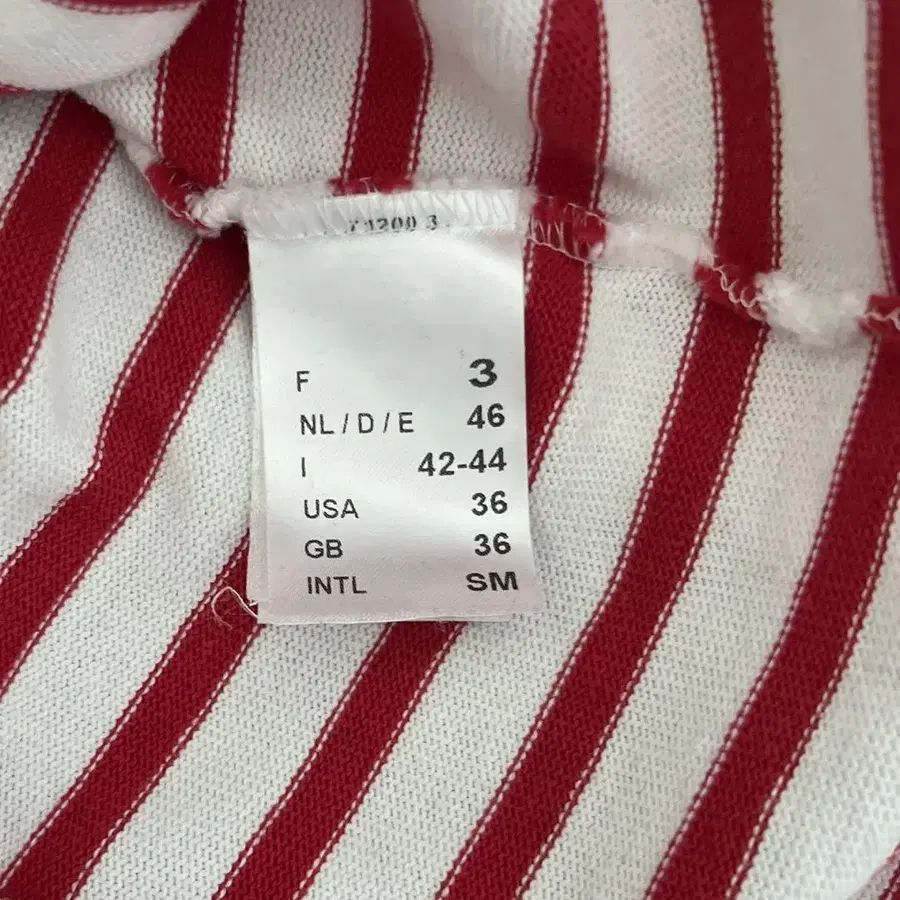 F 3
NL / D / E 46
I 42-44
USA 36
GB 36
INTL SM